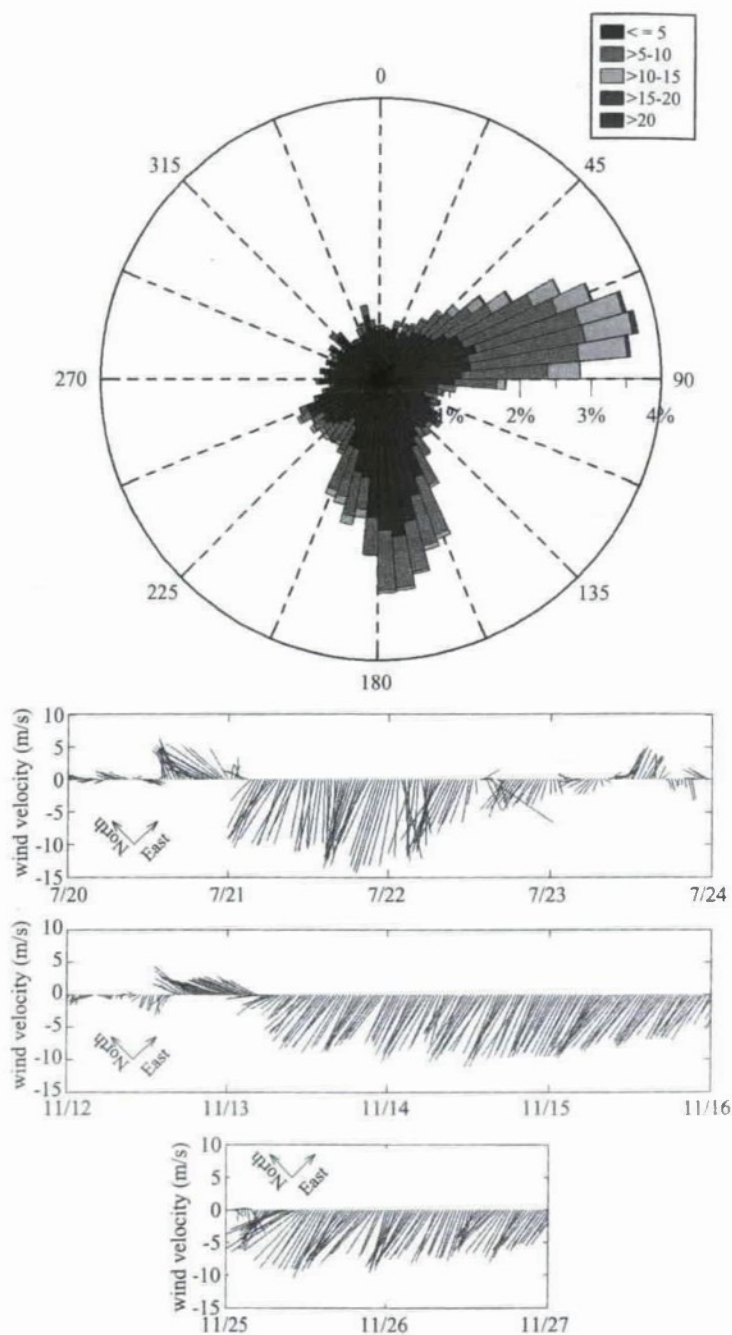 < = 5
>5-10
>10-15
>15-20
>20
0
315 45
270 90
1% 2% 3% 4%
225 135
180
wind velocity (m/s)
10
5
0
-5
-10
-15
North East
7/20 7/21 7/22 7/23 7/24
wind velocity (m/s)
10
5
0
-5
-10
-15
North East
11/12 11/13 11/14 11/15 11/16
wind velocity (m/s)
10
5
0
-5
-10
-15
North East
11/25 11/26 11/27